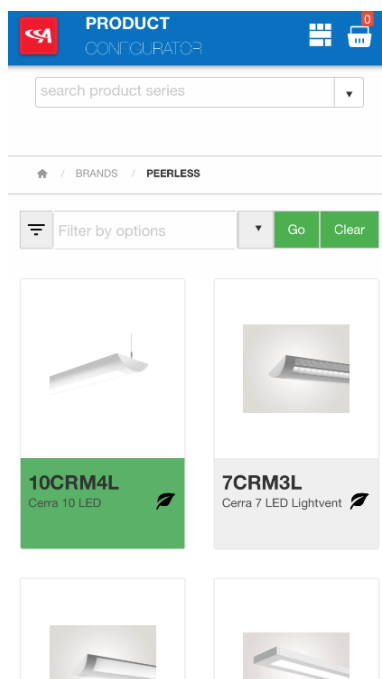 PRODUCT
CONFIGURATOR
0
search product series
/ BRANDS / PEERLESS
Filter by options
Go
Clear
10CRM4L
Cerra 10 LED
7CRM3L
Cerra 7 LED Lightvent